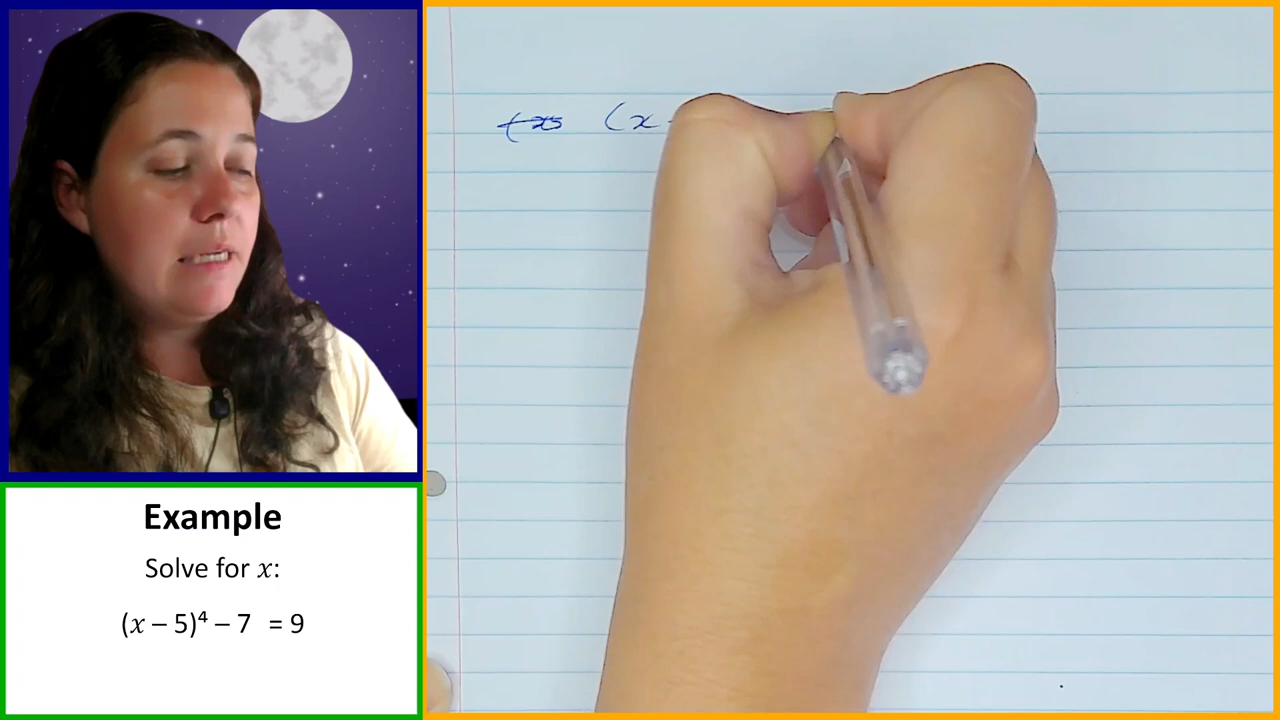 Example
Solve for x:
(x – 5)⁴ – 7 = 9
(x